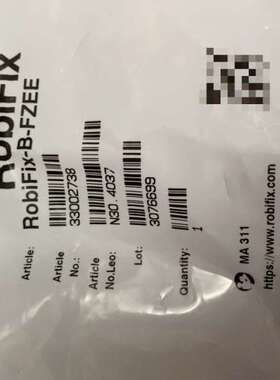 RobiFix
Article: RobiFix-B-FZEE
Article No.: 33002738
Article No.Leo: N30.4037
Lot: 3076699
Quantity: 1
MA 311
https://www.robifix.com